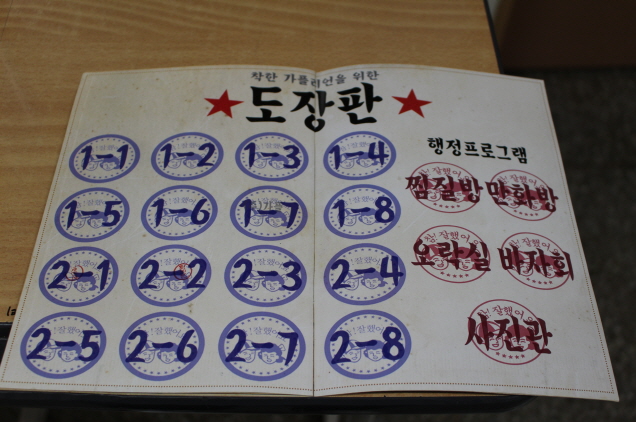 착한 가톨리언을 위한
★도장판★
행정프로그램
1-1 1-2 1-3 1-4
찜질방 만화방
1-5 1-6 1-7 1-8
오락실 바자회
2-1 2-2 2-3 2-4
사진관
2-5 2-6 2-7 2-8